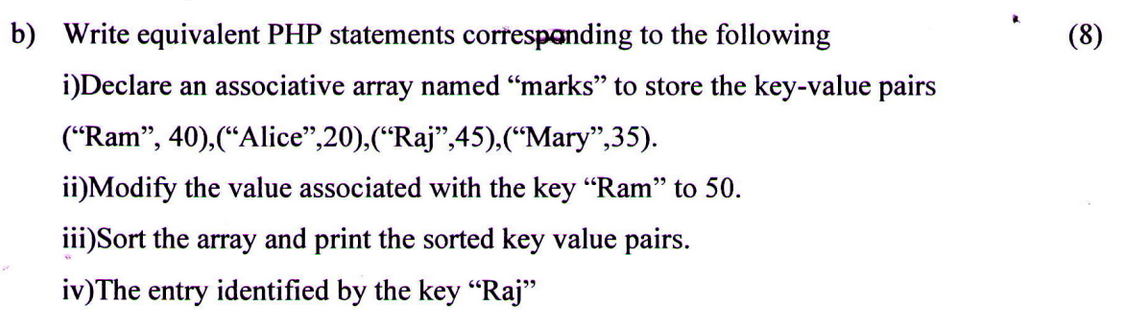 b) Write equivalent PHP statements corresponding to the following (8)
i)Declare an associative array named “marks” to store the key-value pairs
(“Ram”, 40),(“Alice”,20),(“Raj”,45),(“Mary”,35).
ii)Modify the value associated with the key “Ram” to 50.
iii)Sort the array and print the sorted key value pairs.
iv)The entry identified by the key “Raj”